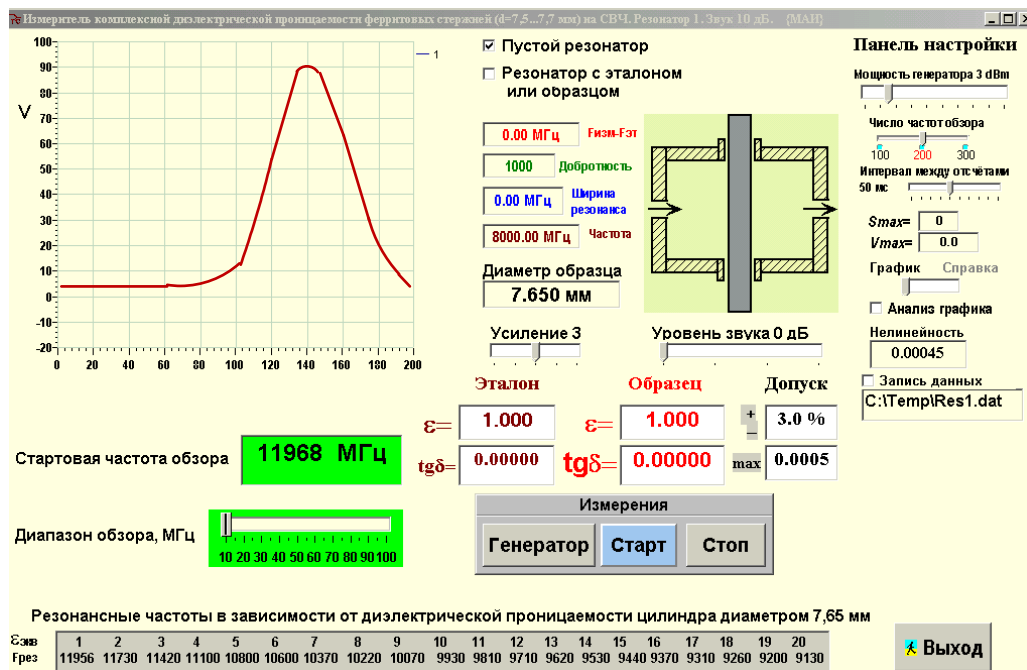 Измеритель комплексной диэлектрической проницаемости ферритовых стержней (d=7,5...7,7 мм) на СВЧ. Резонатор 1. Звук 10 дБ. {МАН}
V
100
90
80
70
60
50
40
30
20
10
0
-10
-20
0 20 40 60 80 100 120 140 160 180 200
1
Пустой резонатор
Резонатор с эталоном
или образцом
0.00 МГц Fизм-Fэт
1000 Добротность
0.00 МГц Ширина
резонанса
8000.00 МГц Частота
Диаметр образца
7.650 мм
Усиление 3
Уровень звука 0 дБ
Панель настройки
Мощность генератора 3 dBm
Число частот обзора
100 200 300
Интервал между отсчётами
50 мс
Smax= 0
Vmax= 0.0
График Справка
Анализ графика
Нелинейность
0.00045
Запись данных
C:\Temp\Res1.dat
Эталон Образец Допуск
ε= 1.000 ε= 1.000 + − 3.0 %
tgδ= 0.00000 tgδ= 0.00000 max 0.0005
Стартовая частота обзора 11968 МГц
Диапазон обзора, МГц
10 20 30 40 50 60 70 80 90 100
Измерения
Генератор Старт Стоп
Резонансные частоты в зависимости от диэлектрической проницаемости цилиндра диаметром 7,65 мм
Eэкв 1 2 3 4 5 6 7 8 9 10 11 12 13 14 15 16 17 18 19 20
Fрез 11956 11730 11420 11100 10800 10600 10370 10220 10070 9930 9810 9710 9620 9530 9440 9370 9310 9260 9200 9130
Выход